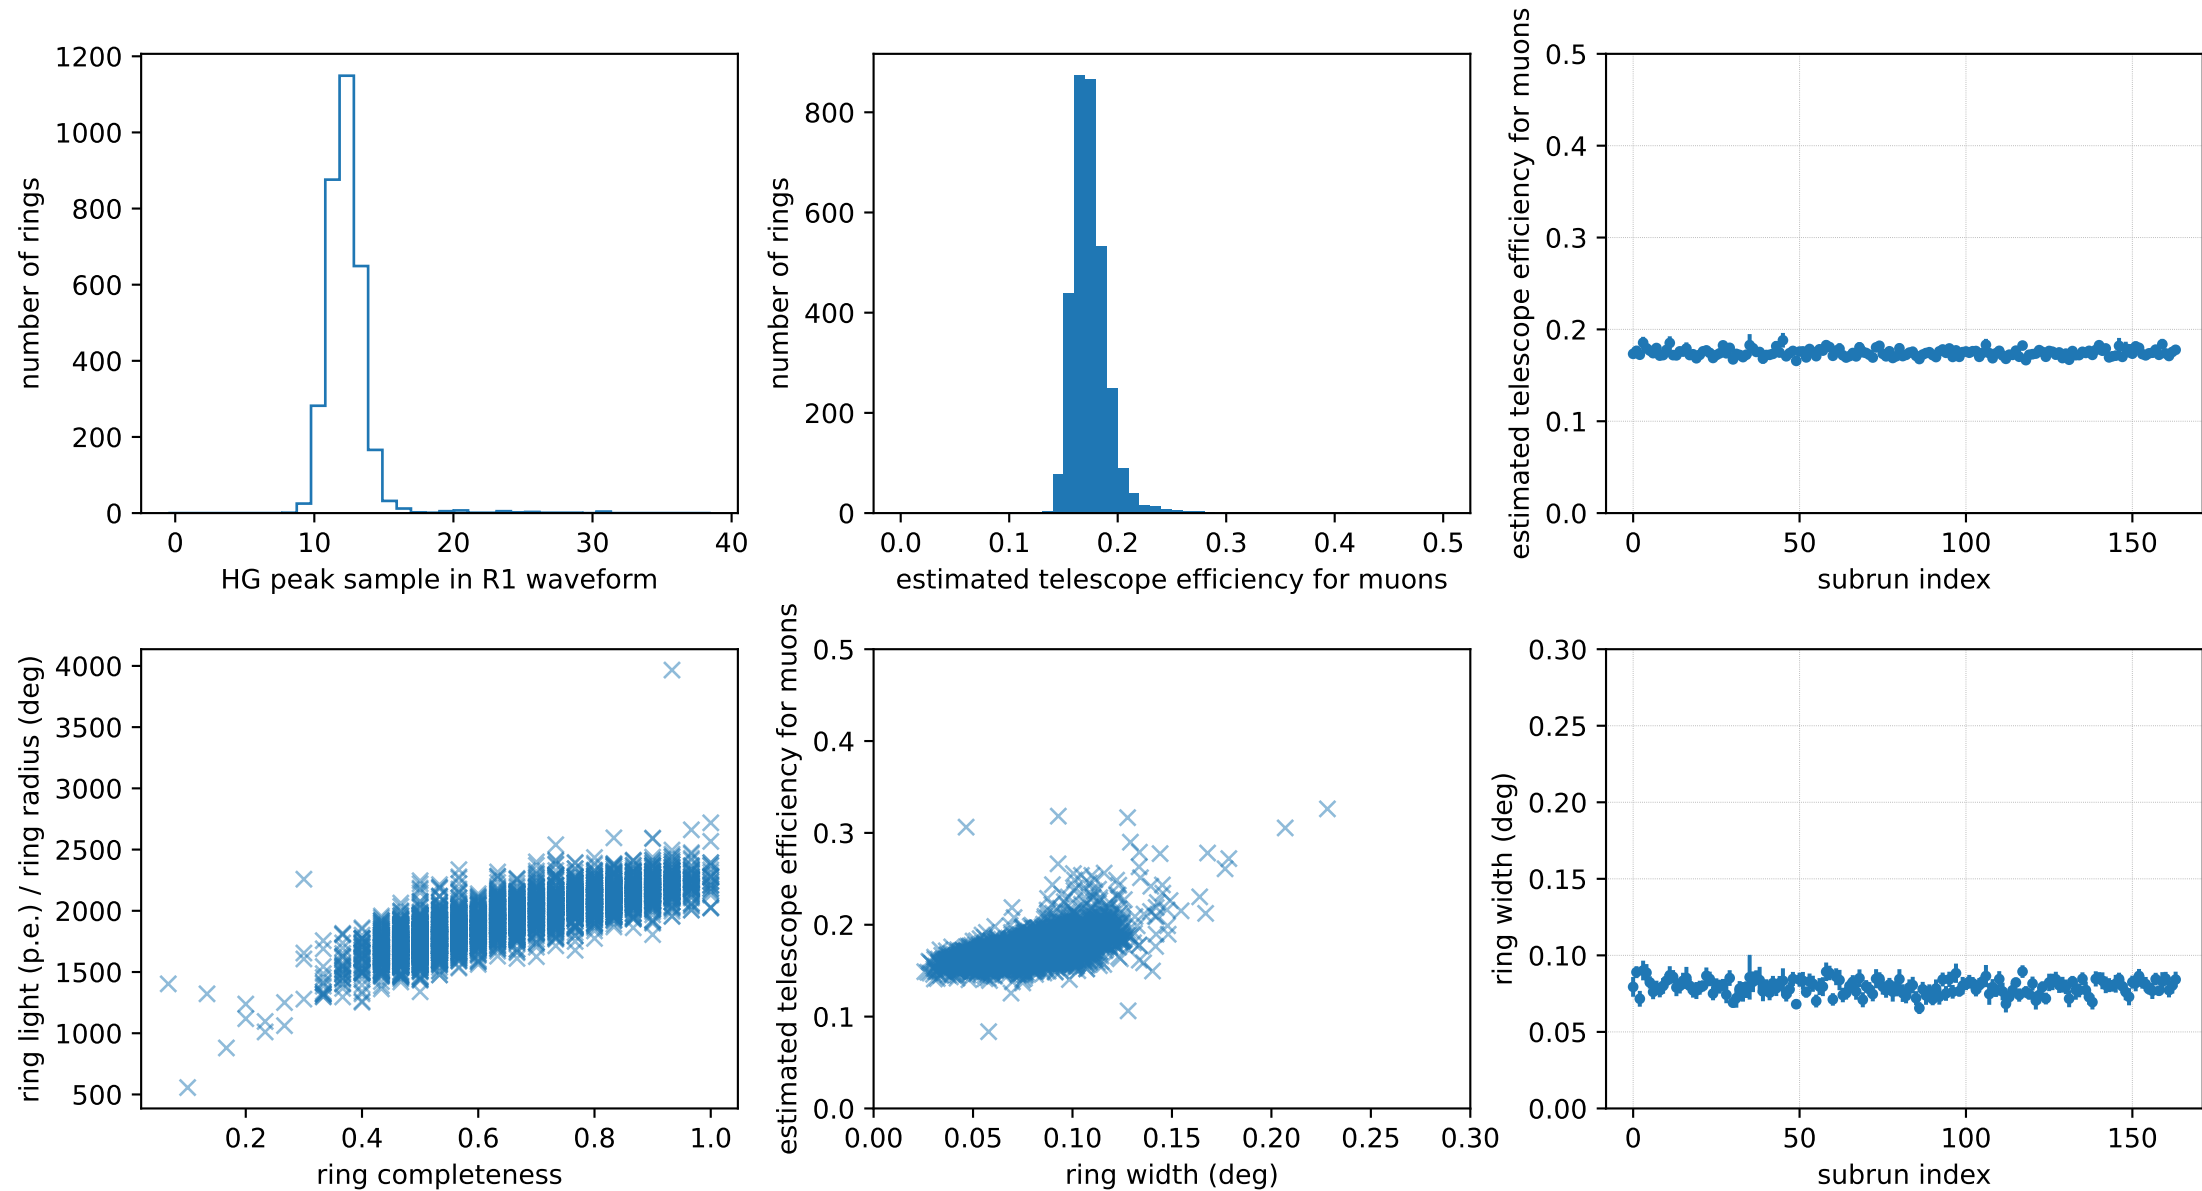 number of rings
1200
1000
800
600
400
200
0
0 10 20 30 40
HG peak sample in R1 waveform
number of rings
800
600
400
200
0
0.0 0.1 0.2 0.3 0.4 0.5
estimated telescope efficiency for muons
estimated telescope efficiency for muons
0.5
0.4
0.3
0.2
0.1
0.0
0 50 100 150
subrun index
ring light (p.e.) / ring radius (deg)
4000
3500
3000
2500
2000
1500
1000
500
0.2 0.4 0.6 0.8 1.0
ring completeness
estimated telescope efficiency for muons
0.5
0.4
0.3
0.2
0.1
0.0
0.00 0.05 0.10 0.15 0.20 0.25 0.30
ring width (deg)
ring width (deg)
0.30
0.25
0.20
0.15
0.10
0.05
0.00
0 50 100 150
subrun index